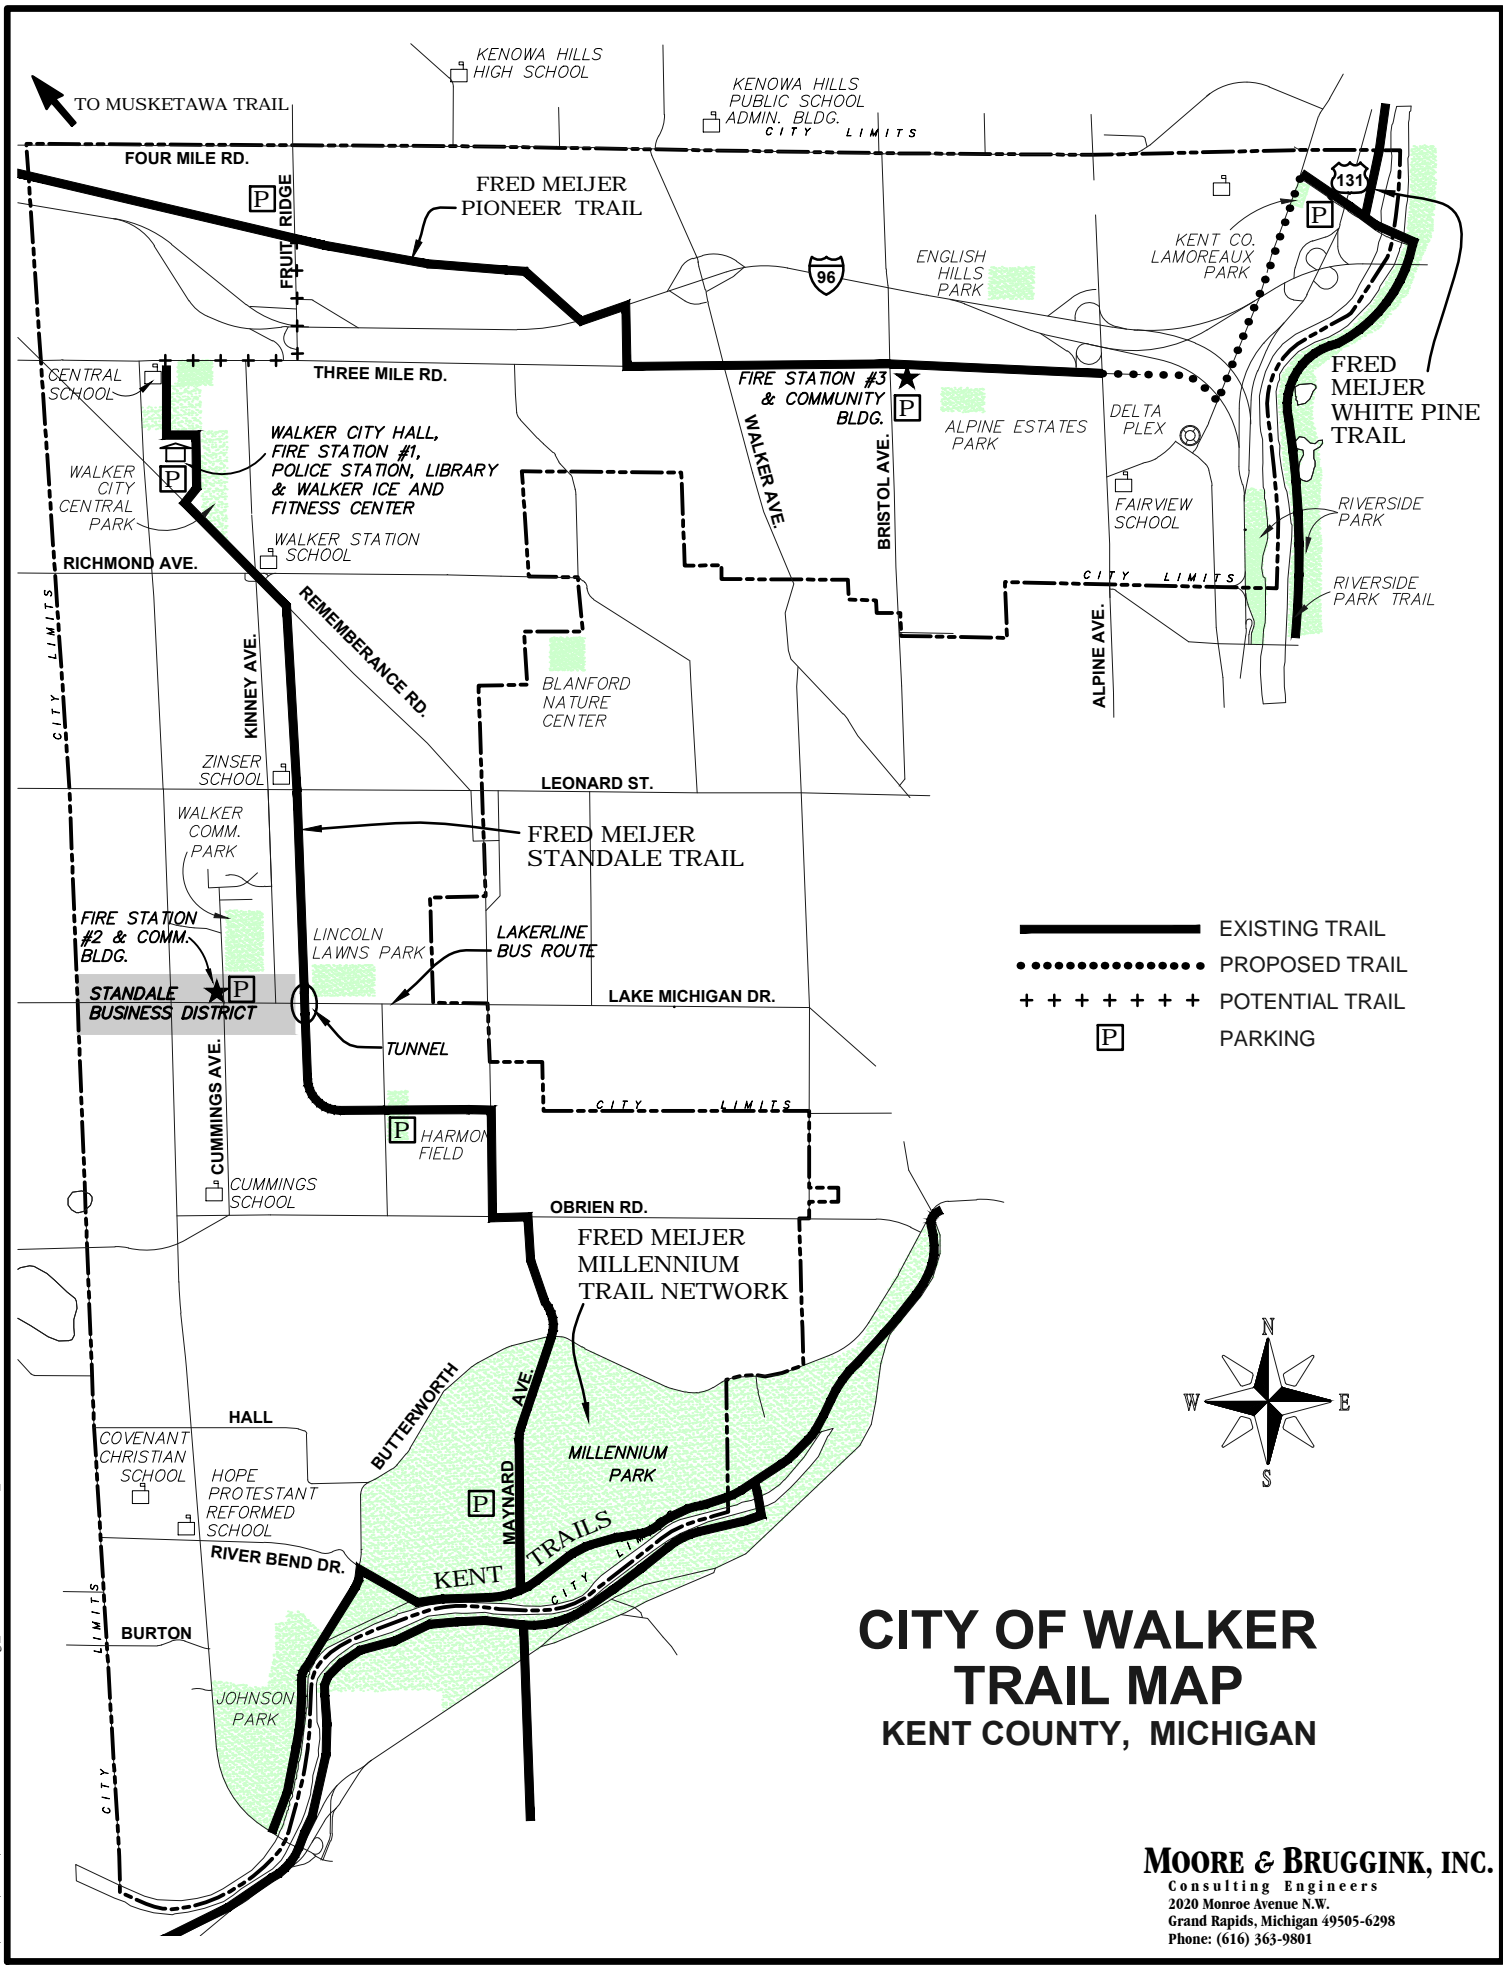 KENOWA HILLS
HIGH SCHOOL
KENOWA HILLS
PUBLIC SCHOOL
ADMIN. BLDG.
TO MUSKETAWA TRAIL
CITY LIMITS
FOUR MILE RD.
P
FRUIT RIDGE
FRED MEIJER
PIONEER TRAIL
131
P
KENT CO.
LAMOREAUX
PARK
96
ENGLISH
HILLS
PARK
FRED
MEIJER
WHITE PINE
TRAIL
CENTRAL
SCHOOL
THREE MILE RD.
FIRE STATION #3
& COMMUNITY
BLDG.
P
ALPINE ESTATES
PARK
DELTA
PLEX
WALKER CITY HALL,
FIRE STATION #1,
POLICE STATION, LIBRARY
& WALKER ICE AND
FITNESS CENTER
P
WALKER
CITY
CENTRAL
PARK
WALKER AVE.
BRISTOL AVE.
FAIRVIEW
SCHOOL
RIVERSIDE
PARK
WALKER STATION
SCHOOL
RICHMOND AVE.
CITY LIMITS
RIVERSIDE
PARK TRAIL
CITY LIMITS
REMEMBERANCE RD.
KINNEY AVE.
ALPINE AVE.
BLANFORD
NATURE
CENTER
ZINSER
SCHOOL
LEONARD ST.
WALKER
COMM.
PARK
FRED MEIJER
STANDALE TRAIL
FIRE STATION
#2 & COMM.
BLDG.
LINCOLN
LAWNS PARK
LAKERLINE
BUS ROUTE
EXISTING TRAIL
PROPOSED TRAIL
POTENTIAL TRAIL
P
PARKING
STANDALE
BUSINESS DISTRICT
P
LAKE MICHIGAN DR.
TUNNEL
CUMMINGS AVE.
CITY LIMITS
P
HARMON
FIELD
CUMMINGS
SCHOOL
OBRIEN RD.
FRED MEIJER
MILLENNIUM
TRAIL NETWORK
N
W
E
S
BUTTERWORTH
MAYNARD AVE.
HALL
COVENANT
CHRISTIAN
SCHOOL
HOPE
PROTESTANT
REFORMED
SCHOOL
MILLENNIUM
PARK
P
KENT TRAILS
CITY LIM
RIVER BEND DR.
BURTON
CITY LIMITS
JOHNSON
PARK
CITY OF WALKER
TRAIL MAP
KENT COUNTY, MICHIGAN
MOORE & BRUGGINK, INC.
Consulting Engineers
2020 Monroe Avenue N.W.
Grand Rapids, Michigan 49505-6298
Phone: (616) 363-9801